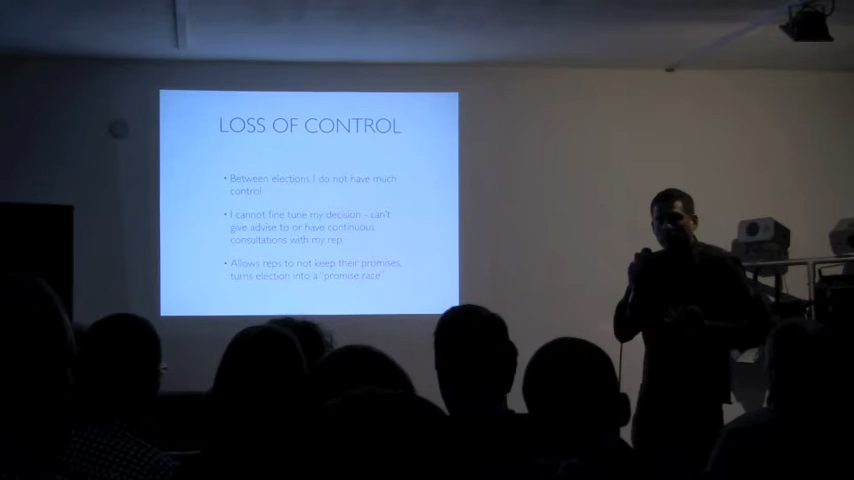 LOSS OF CONTROL
• Between elections I do not have much
control
• I cannot fine tune my decision - can't
give advise to or have continuous
consultations with my rep
• Allows reps to not keep their promises,
turns election into a "promise race"